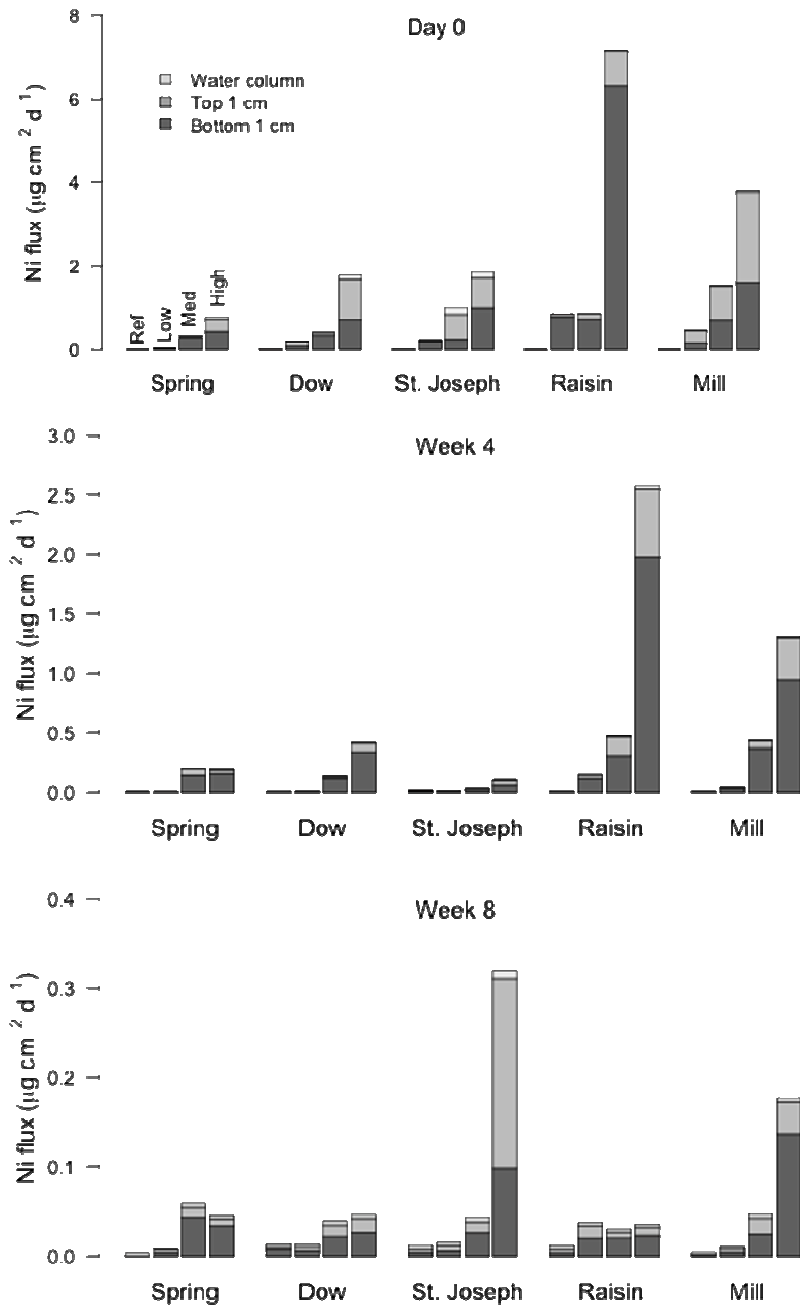 Day 0
8
6
4
2
0
Ni flux (μg cm 2 d 1)
Water column
Top 1 cm
Bottom 1 cm
Ref
Low
Med
High
Spring Dow St. Joseph Raisin Mill
Week 4
3.0
2.5
2.0
1.5
1.0
0.5
0.0
Ni flux (μg cm 2 d 1)
Spring Dow St. Joseph Raisin Mill
Week 8
0.4
0.3
0.2
0.1
0.0
Ni flux (μg cm 2 d 1)
Spring Dow St. Joseph Raisin Mill